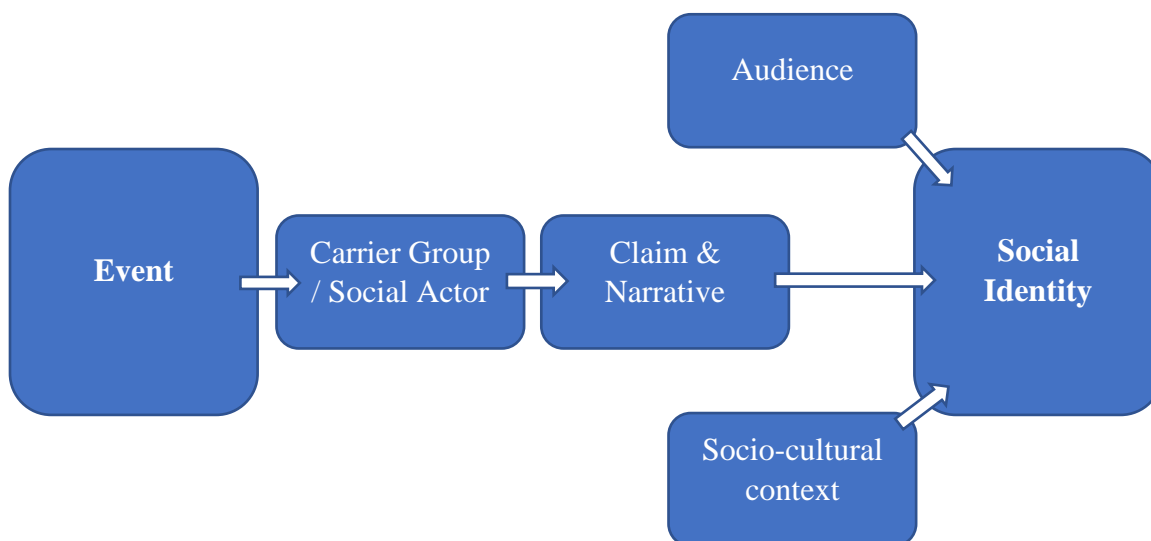 Audience
Event
Carrier Group
/ Social Actor
Claim &
Narrative
Social
Identity
Socio-cultural
context